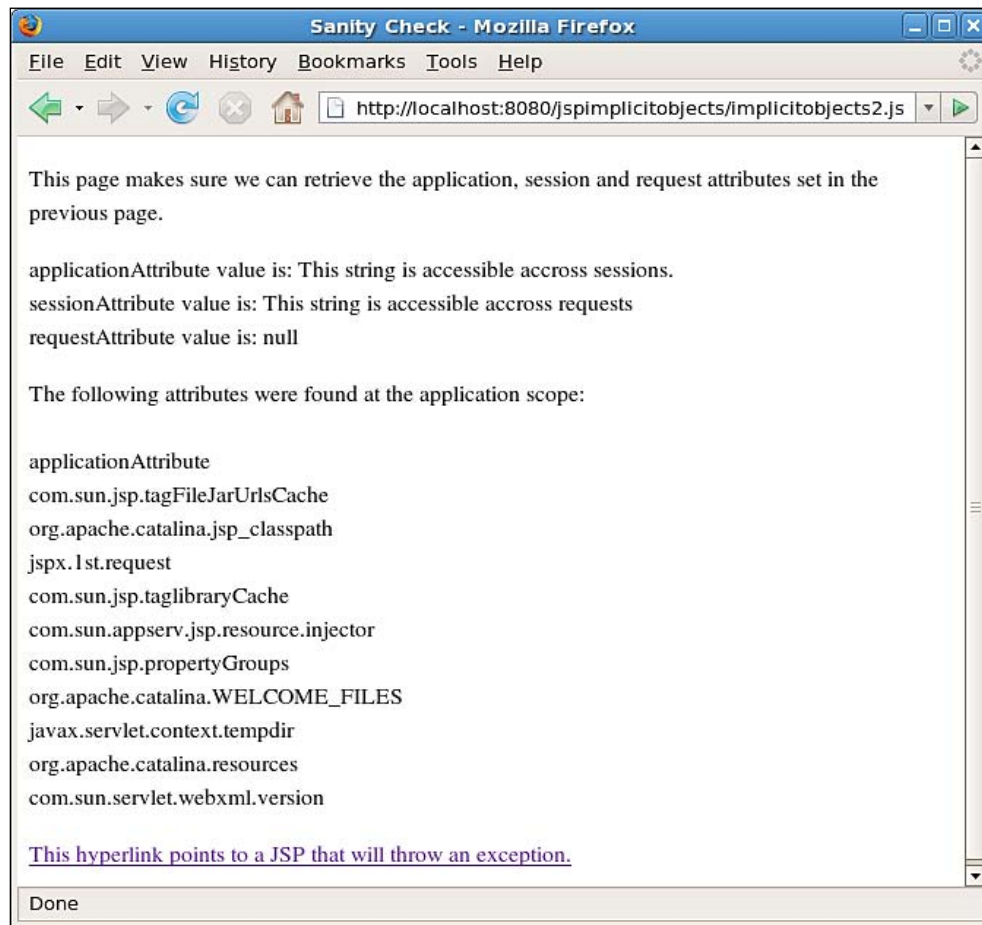 Sanity Check - Mozilla Firefox
File Edit View History Bookmarks Tools Help
http://localhost:8080/jspimplicitobjects/implicitobjects2.js
This page makes sure we can retrieve the application, session and request attributes set in the
previous page.
applicationAttribute value is: This string is accessible accross sessions.
sessionAttribute value is: This string is accessible accross requests
requestAttribute value is: null
The following attributes were found at the application scope:
applicationAttribute
com.sun.jsp.tagFileJarUrlsCache
org.apache.catalina.jsp_classpath
jspx.1st.request
com.sun.jsp.taglibraryCache
com.sun.appserv.jsp.resource.injector
com.sun.jsp.propertyGroups
org.apache.catalina.WELCOME_FILES
javax.servlet.context.tempdir
org.apache.catalina.resources
com.sun.servlet.webxml.version
This hyperlink points to a JSP that will throw an exception.
Done